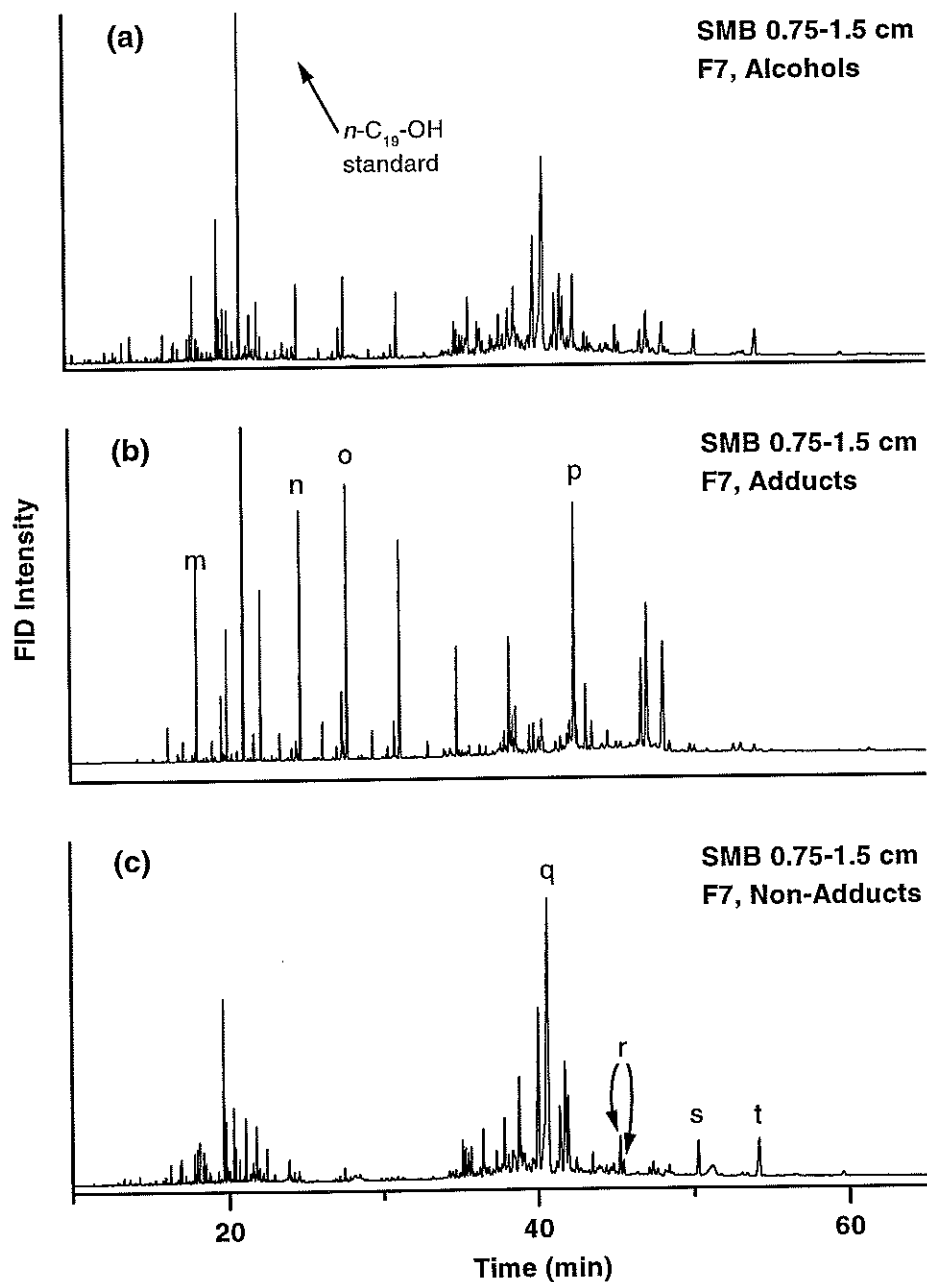 (a)
SMB 0.75-1.5 cm
F7, Alcohols
n-C19-OH
standard
(b)
SMB 0.75-1.5 cm
F7, Adducts
m
n
o
p
FID Intensity
(c)
SMB 0.75-1.5 cm
F7, Non-Adducts
q
r
s
t
20
40
60
Time (min)